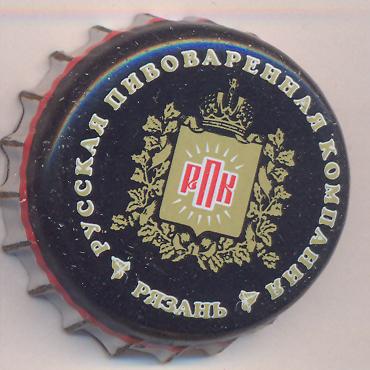 РУССКАЯ ПИВОВАРЕННАЯ КОМПАНИЯ
РПК
РЯЗАНЬ